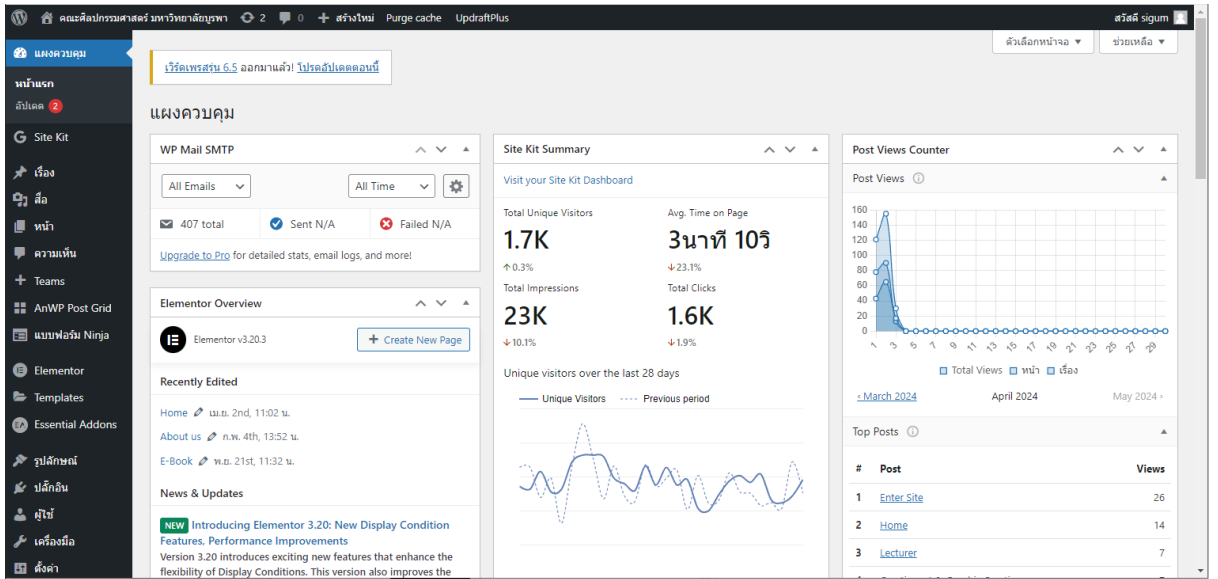 คณะศิลปกรรมศาสตร์ มหาวิทยาลัยบูรพา 2 0 สร้างใหม่ Purge cache UpdraftPlus สวัสดี sigum
ตัวเลือกหน้าจอ ช่วยเหลือ
แผงควบคุม
หน้าแรก
อัปเดต 2
Site Kit
เรื่อง
สื่อ
หน้า
ความเห็น
Teams
AnWP Post Grid
แบบฟอร์ม Ninja
Elementor
Templates
Essential Addons
รูปลักษณ์
ปลั๊กอิน
ผู้ใช้
เครื่องมือ
ตั้งค่า
เวิร์ดเพรสรุ่น 6.5 ออกมาแล้ว! โปรดอัปเดตตอนนี้
แผงควบคุม
WP Mail SMTP
All Emails All Time
407 total Sent N/A Failed N/A
Upgrade to Pro for detailed stats, email logs, and more!
Elementor Overview
Elementor v3.20.3 Create New Page
Recently Edited
Home เม.ย. 2nd, 11:02 น.
About us ก.พ. 4th, 13:52 น.
E-Book พ.ย. 21st, 11:32 น.
News & Updates
NEW Introducing Elementor 3.20: New Display Condition
Features, Performance Improvements
Version 3.20 introduces exciting new features that enhance the
flexibility of Display Conditions. This version also improves the
Site Kit Summary
Visit your Site Kit Dashboard
Total Unique Visitors Avg. Time on Page
1.7K 3นาที 10วิ
↑0.3% ↓23.1%
Total Impressions Total Clicks
23K 1.6K
↓10.1% ↓1.9%
Unique visitors over the last 28 days
Unique Visitors Previous period
Post Views Counter
Post Views
160
140
120
100
80
60
40
20
0
1 3 5 7 9 11 13 15 17 19 21 23 25 27 29
Total Views หน้า เรื่อง
‹ March 2024 April 2024 May 2024 ›
Top Posts
# Post Views
1 Enter Site 26
2 Home 14
3 Lecturer 7